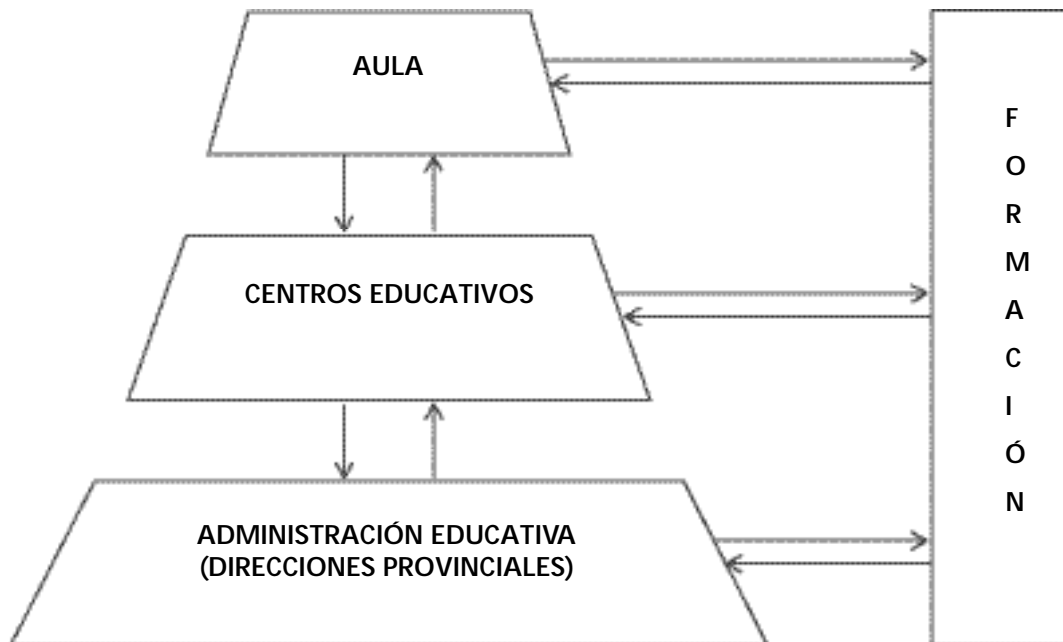 AULA
CENTROS EDUCATIVOS
ADMINISTRACIÓN EDUCATIVA
(DIRECCIONES PROVINCIALES)
F
O
R
M
A
C
I
Ó
N